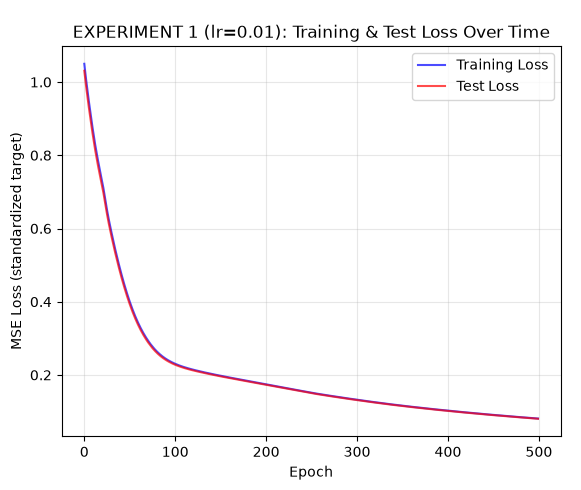 EXPERIMENT 1 (lr=0.01): Training & Test Loss Over Time
Training Loss
Test Loss
MSE Loss (standardized target)
1.0
0.8
0.6
0.4
0.2
0 100 200 300 400 500
Epoch